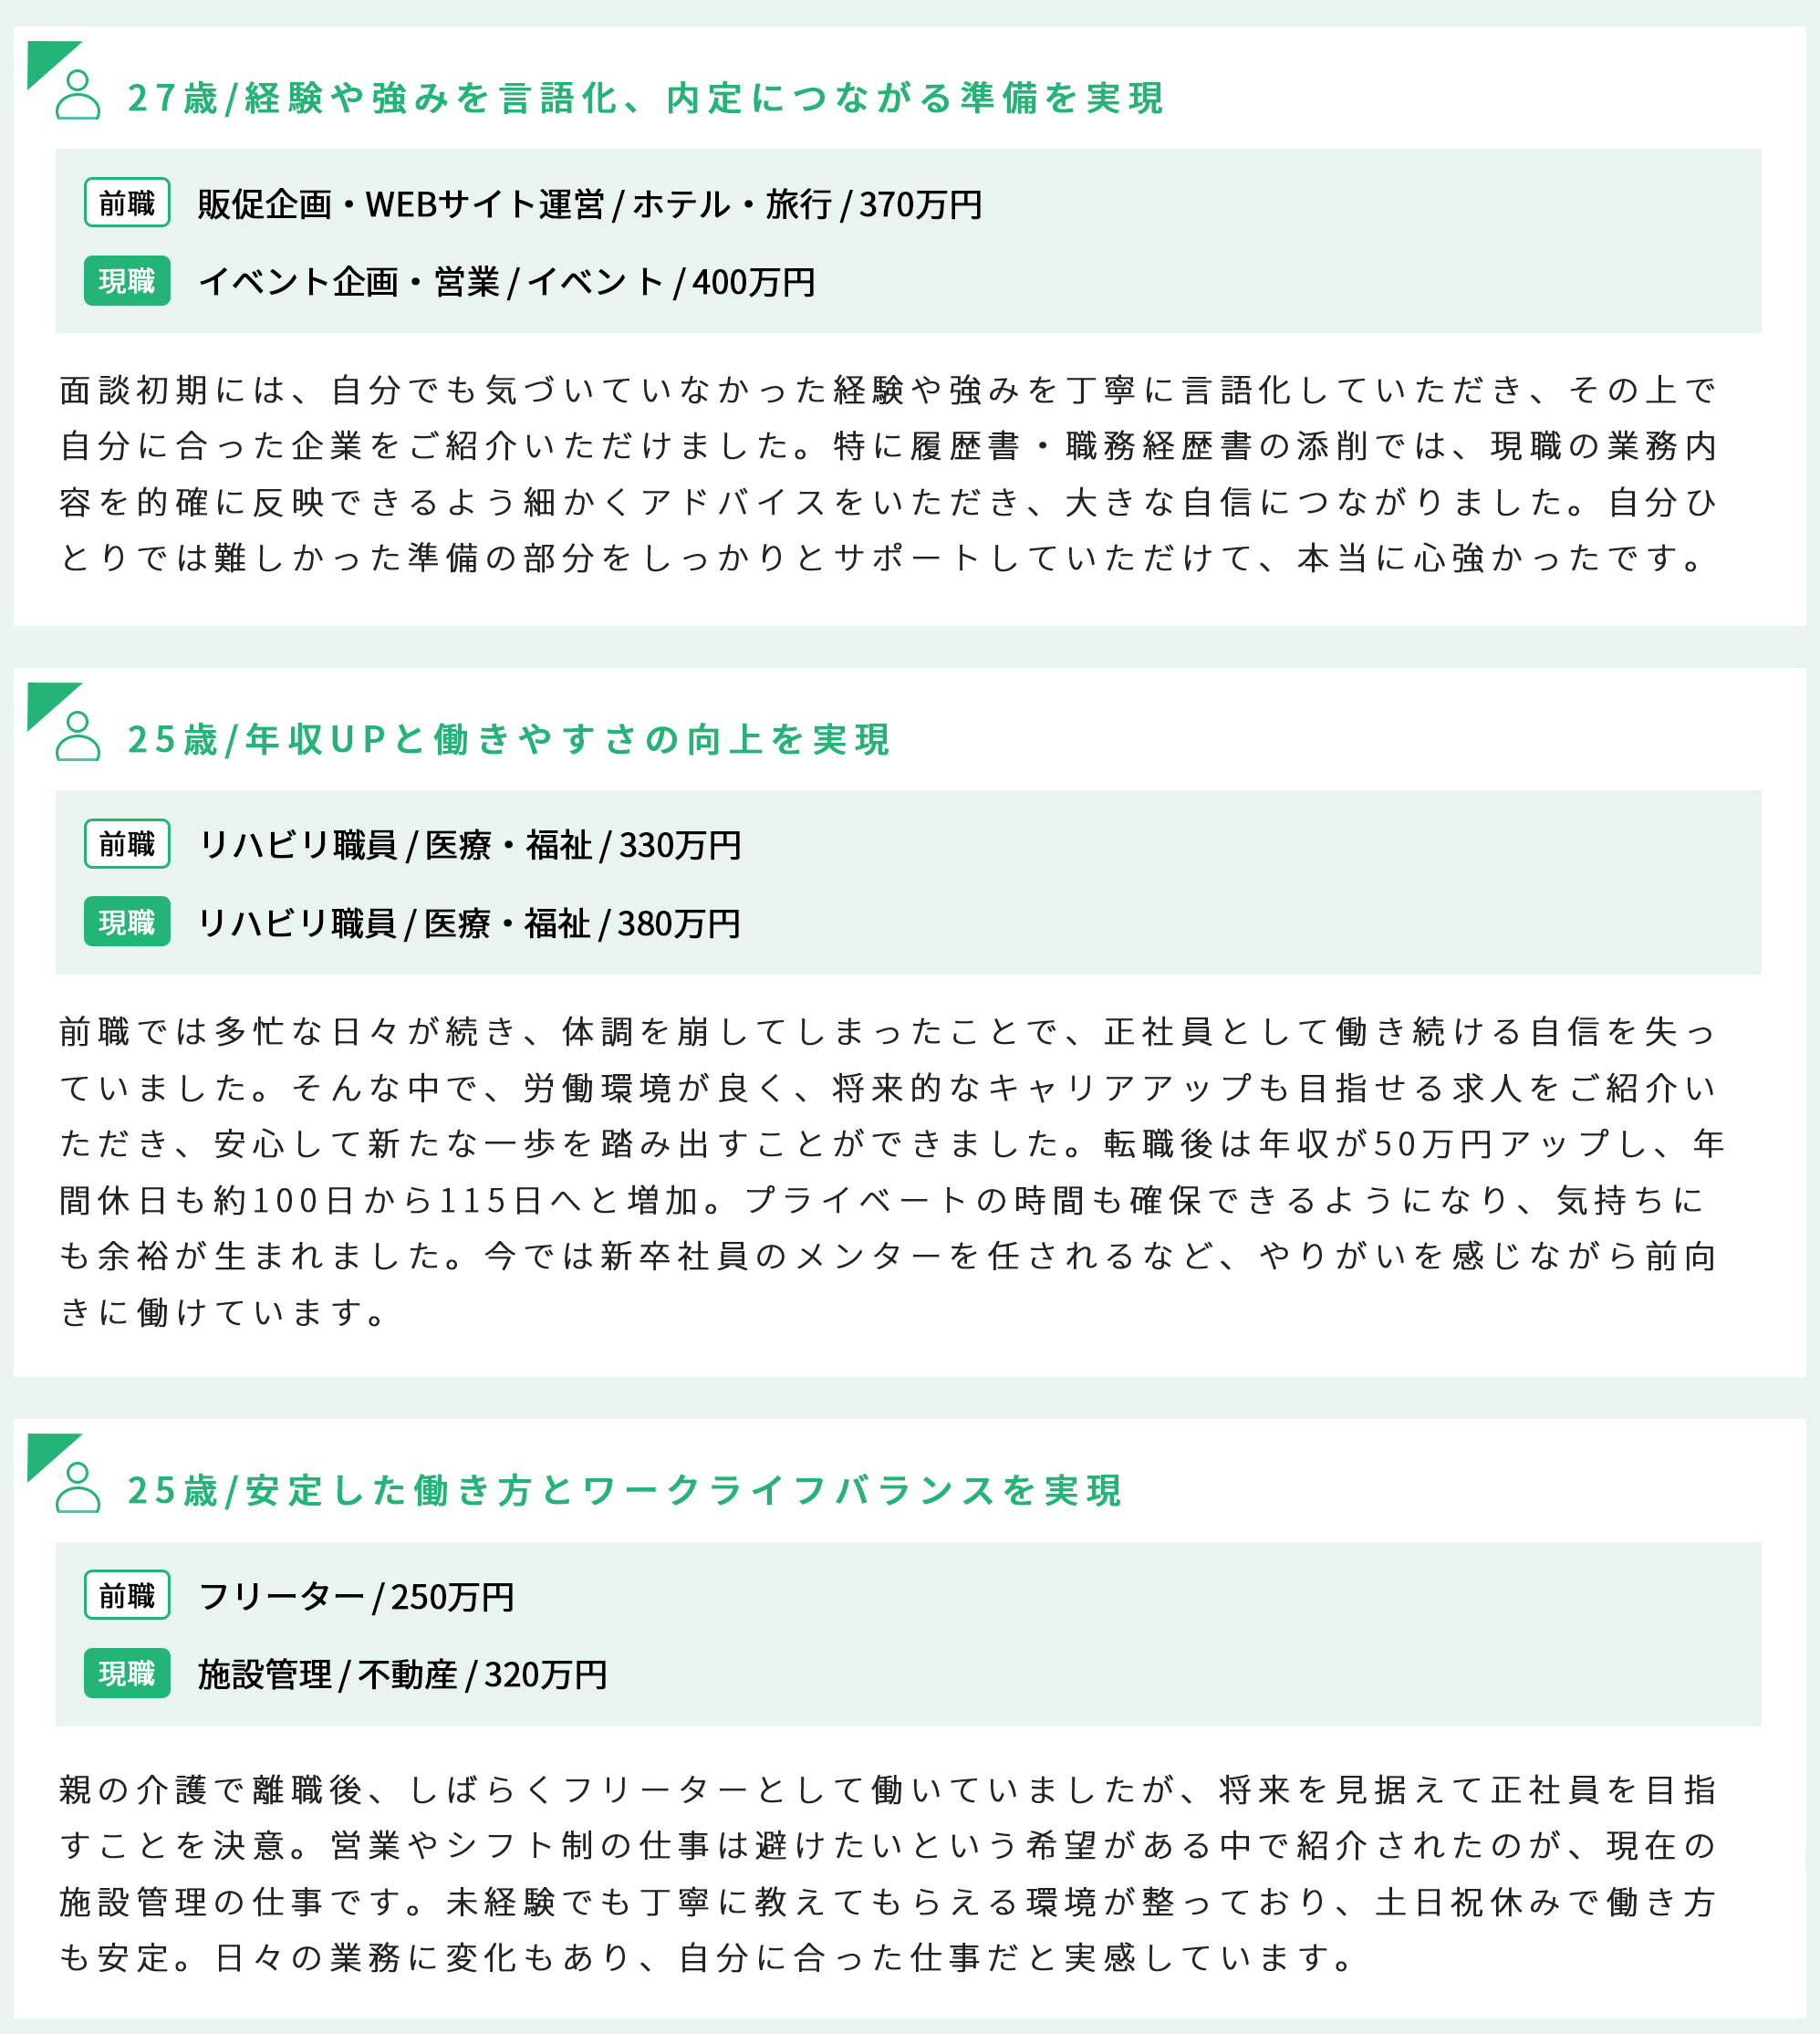 27歳/経験や強みを言語化、内定につながる準備を実現
前職 販促企画・WEBサイト運営 / ホテル・旅行 / 370万円
現職 イベント企画・営業 / イベント / 400万円
面談初期には、自分でも気づいていなかった経験や強みを丁寧に言語化していただき、その上で
自分に合った企業をご紹介いただけました。特に履歴書・職務経歴書の添削では、現職の業務内
容を的確に反映できるよう細かくアドバイスをいただき、大きな自信につながりました。自分ひ
とりでは難しかった準備の部分をしっかりとサポートしていただけて、本当に心強かったです。
25歳/年収UPと働きやすさの向上を実現
前職 リハビリ職員 / 医療・福祉 / 330万円
現職 リハビリ職員 / 医療・福祉 / 380万円
前職では多忙な日々が続き、体調を崩してしまったことで、正社員として働き続ける自信を失っ
ていました。そんな中で、労働環境が良く、将来的なキャリアアップも目指せる求人をご紹介い
ただき、安心して新たな一歩を踏み出すことができました。転職後は年収が50万円アップし、年
間休日も約100日から115日へと増加。プライベートの時間も確保できるようになり、気持ちに
も余裕が生まれました。今では新卒社員のメンターを任されるなど、やりがいを感じながら前向
きに働けています。
25歳/安定した働き方とワークライフバランスを実現
前職 フリーター / 250万円
現職 施設管理 / 不動産 / 320万円
親の介護で離職後、しばらくフリーターとして働いていましたが、将来を見据えて正社員を目指
すことを決意。営業やシフト制の仕事は避けたいという希望がある中で紹介されたのが、現在の
施設管理の仕事です。未経験でも丁寧に教えてもらえる環境が整っており、土日祝休みで働き方
も安定。日々の業務に変化もあり、自分に合った仕事だと実感しています。